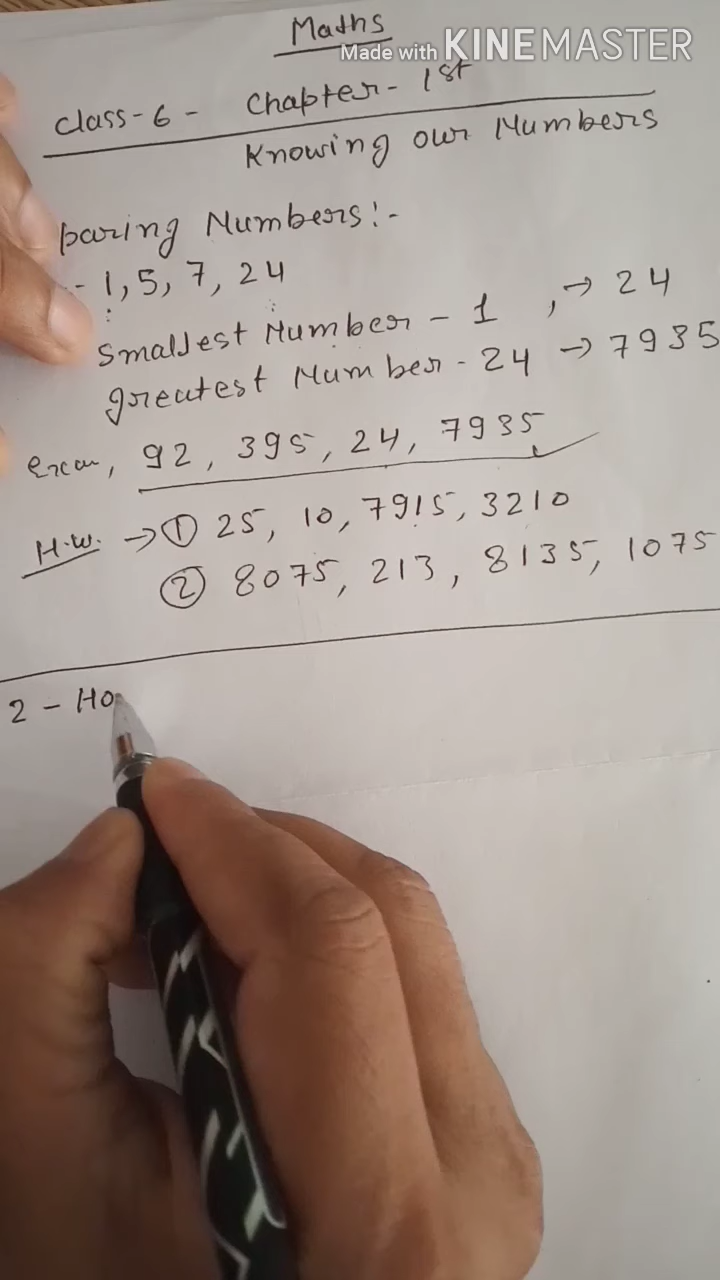 Maths
Made with KINEMASTER
Class-6 - Chapter- 1st
Knowing our Numbers
paring Numbers:-
- 1, 5, 7, 24
Smallest Number - 1 , → 24
greatest Number - 24 → 7935
92, 395, 24, 7935
H.W. → ① 25, 10, 7915, 3210
② 8075, 213, 8135, 1075
2 - Ho